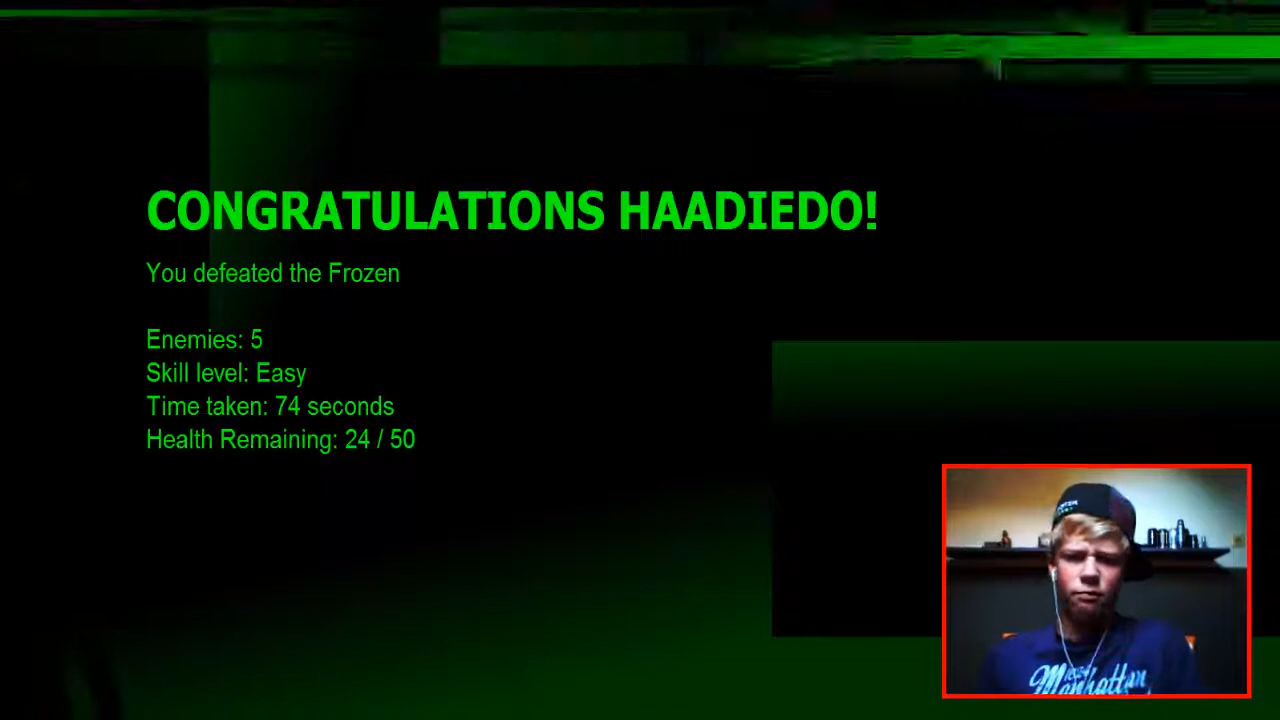 CONGRATULATIONS HAADIEDO!
You defeated the Frozen
Enemies: 5
Skill level: Easy
Time taken: 74 seconds
Health Remaining: 24 / 50
Manhattan